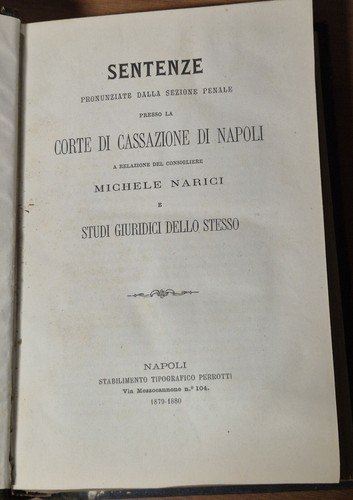 SENTENZE
PRONUNZIATE DALLA SEZIONE PENALE
PRESSO LA
CORTE DI CASSAZIONE DI NAPOLI
A RELAZIONE DEL CONSIGLIERE
MICHELE NARICI
E
STUDI GIURIDICI DELLO STESSO
NAPOLI
STABILIMENTO TIPOGRAFICO PERROTTI
Via Mezzocannone n.º 104.
1879-1880